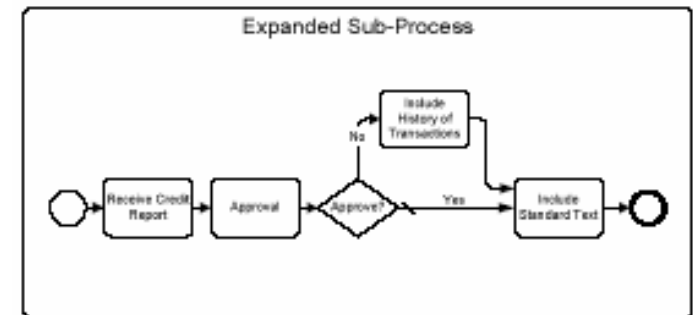 Expanded Sub-Process
Include
History of
Transactions
No
Receive Credit
Report
Approval
Approve?
Yes
Include
Standard Text